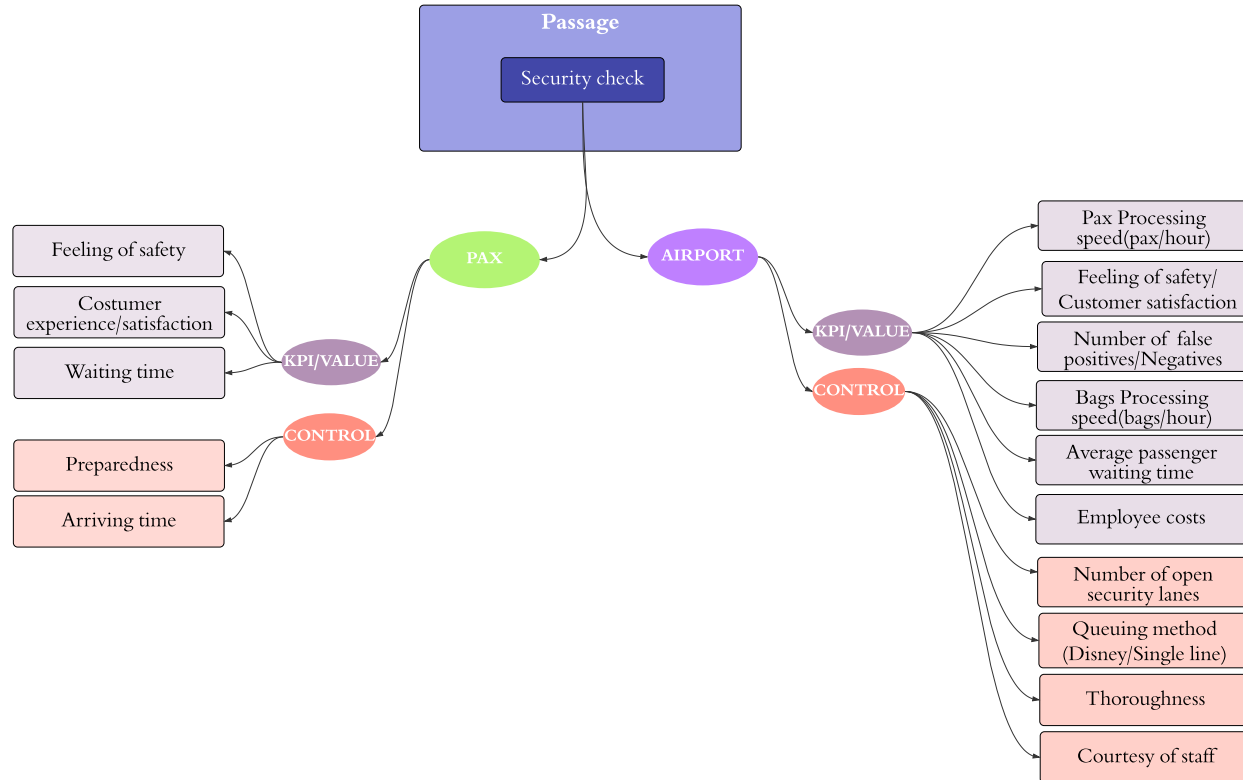 Passage
Security check
PAX
KPI/VALUE
Feeling of safety
Costumer
experience/satisfaction
Waiting time
CONTROL
Preparedness
Arriving time
AIRPORT
KPI/VALUE
Pax Processing
speed(pax/hour)
Feeling of safety/
Customer satisfaction
Number of false
positives/Negatives
Bags Processing
speed(bags/hour)
Average passenger
waiting time
Employee costs
CONTROL
Number of open
security lanes
Queuing method
(Disney/Single line)
Thoroughness
Courtesy of staff